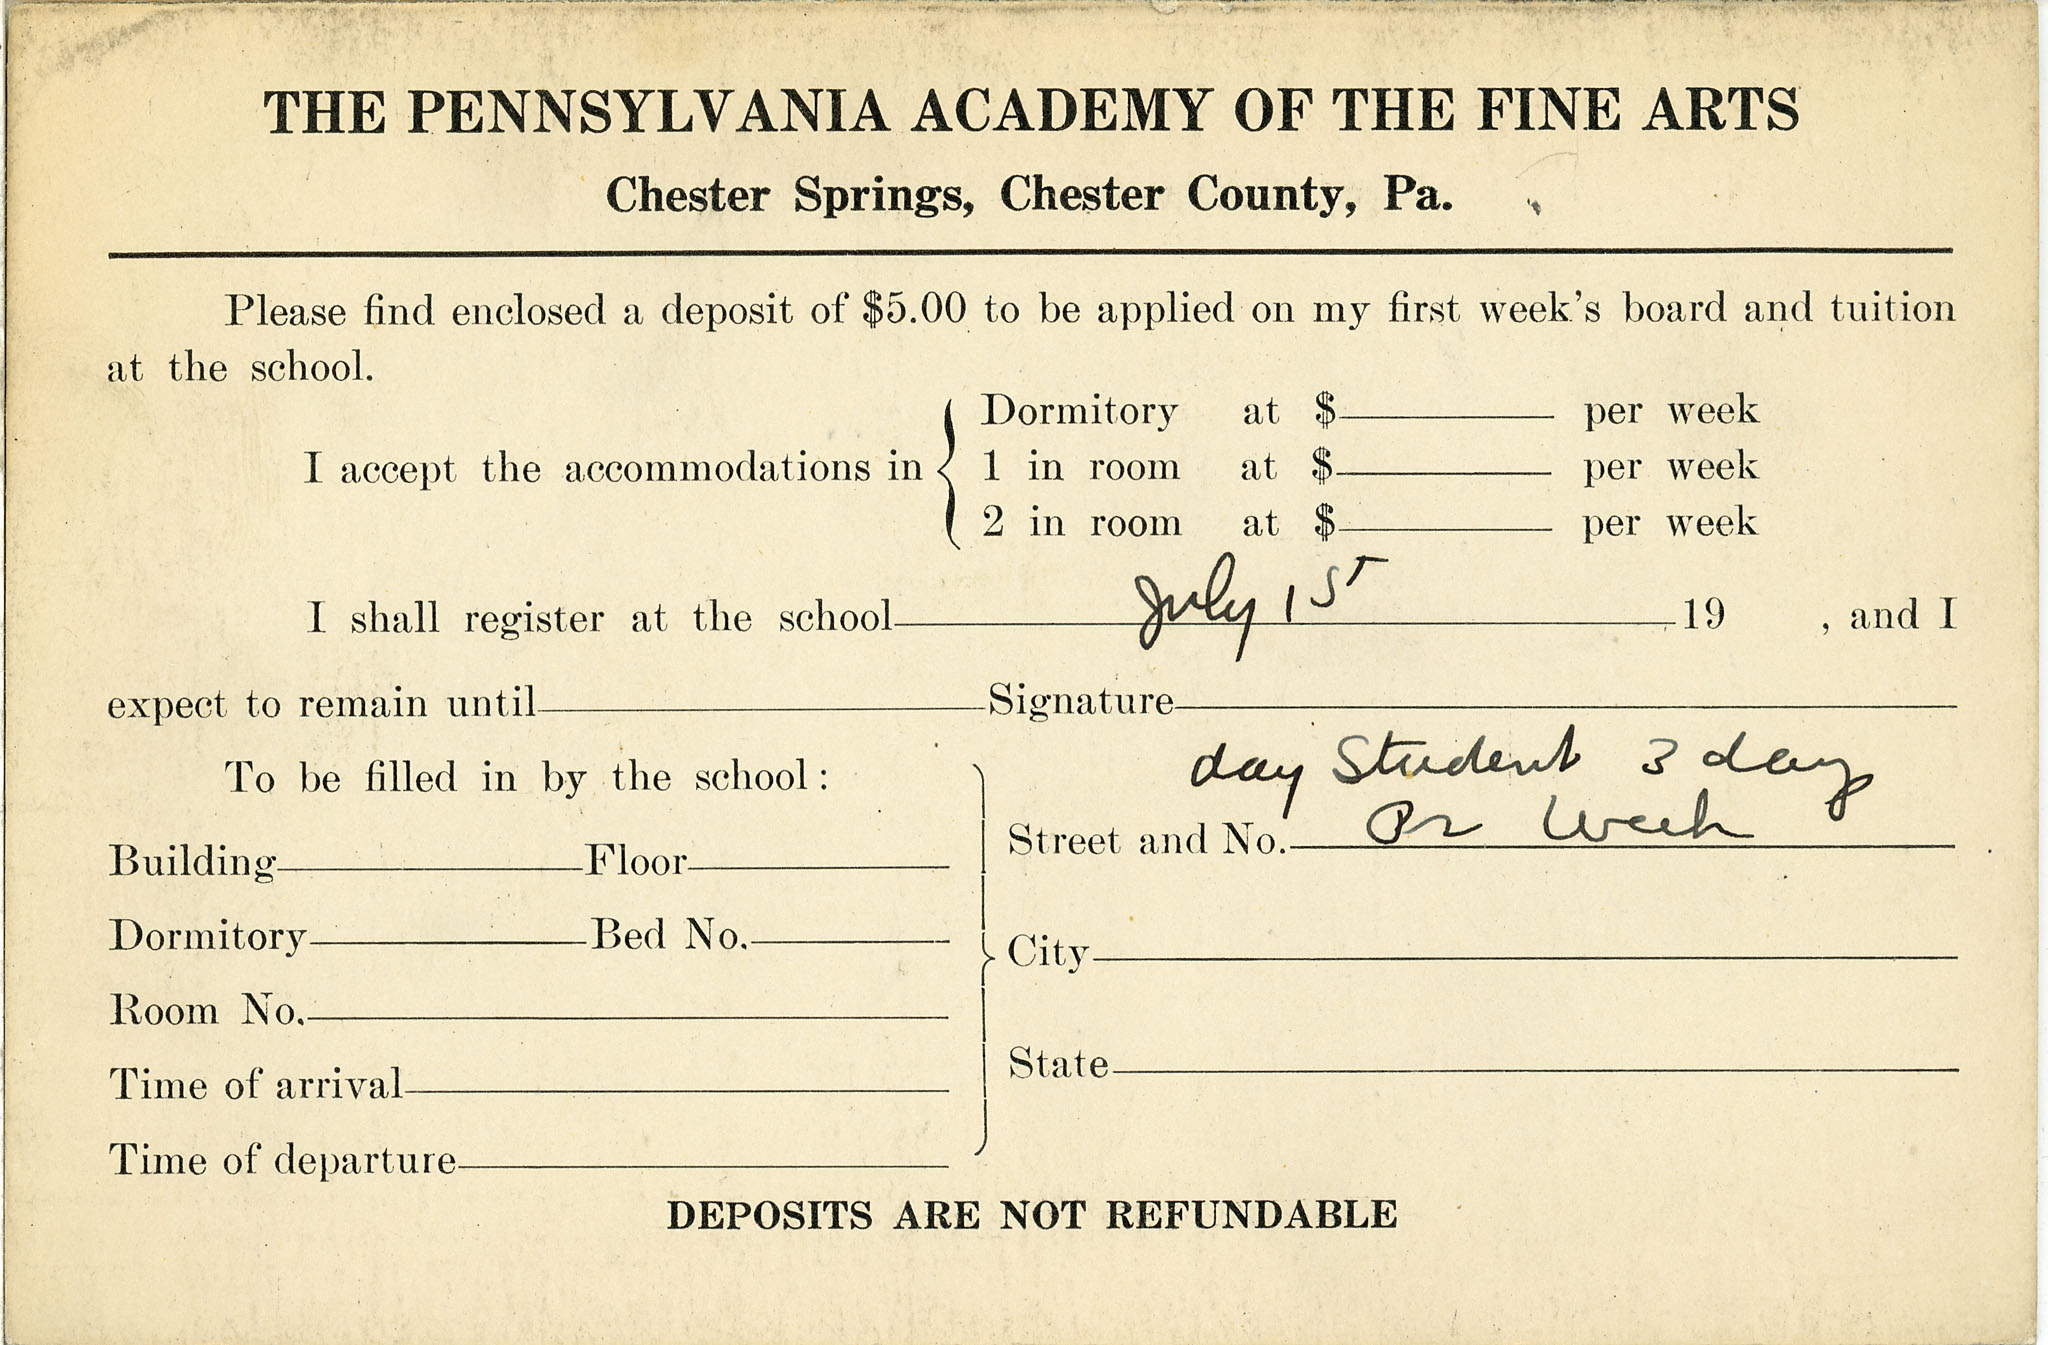 THE PENNSYLVANIA ACADEMY OF THE FINE ARTS
Chester Springs, Chester County, Pa.
Please find enclosed a deposit of $5.00 to be applied on my first week's board and tuition
at the school.
I accept the accommodations in
Dormitory at $ per week
1 in room at $ per week
2 in room at $ per week
I shall register at the school July 1st 19 , and I
expect to remain until Signature
day Student 3 days
Pr Week
To be filled in by the school:
Building Floor
Dormitory Bed No.
Room No.
Time of arrival
Time of departure
Street and No.
City
State
DEPOSITS ARE NOT REFUNDABLE